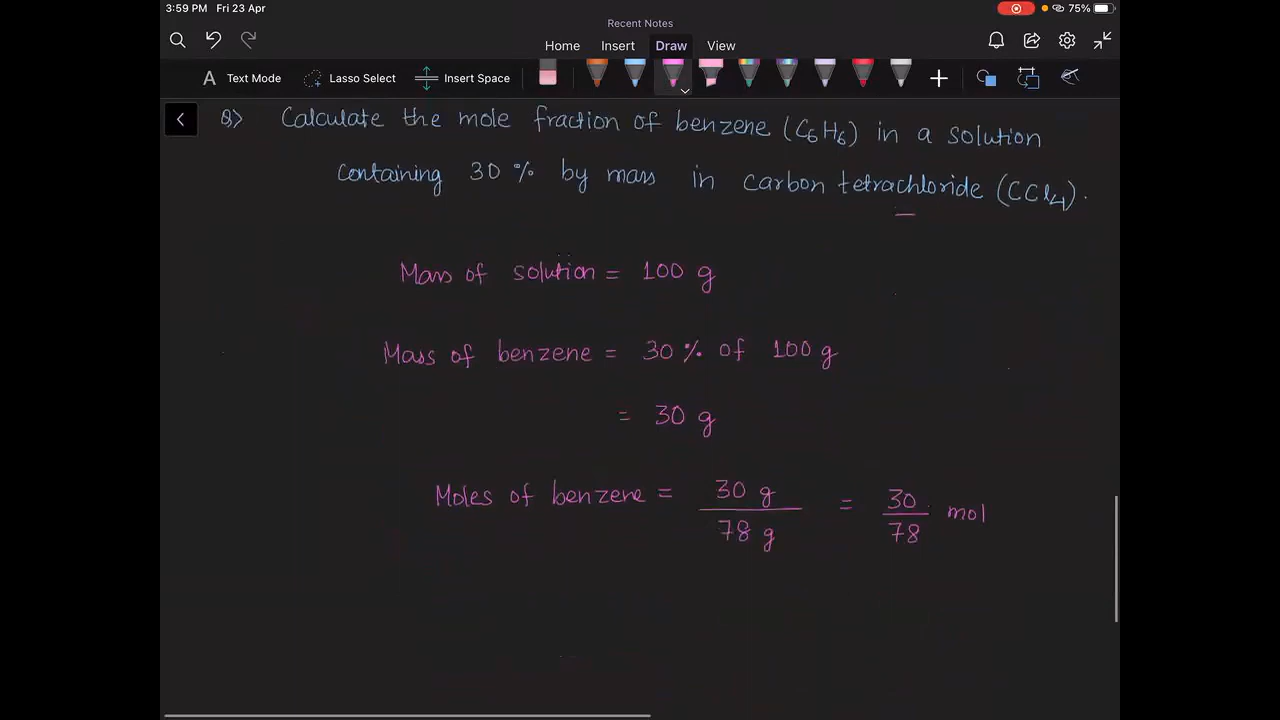 3:59 PM Fri 23 Apr
75%
Recent Notes
Home Insert Draw View
A Text Mode Lasso Select Insert Space
Q> Calculate the mole fraction of benzene (C6H6) in a solution
containing 30 % by mass in carbon tetrachloride (CCl4).
Mass of solution = 100 g
Mass of benzene = 30 % of 100 g
= 30 g
Moles of benzene = 30 g / 78 g = 30 / 78 mol